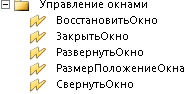 Управление окнами
ВосстановитьОкно
ЗакрытьОкно
РазвернутьОкно
РазмерПоложениеОкна
СвернутьОкно